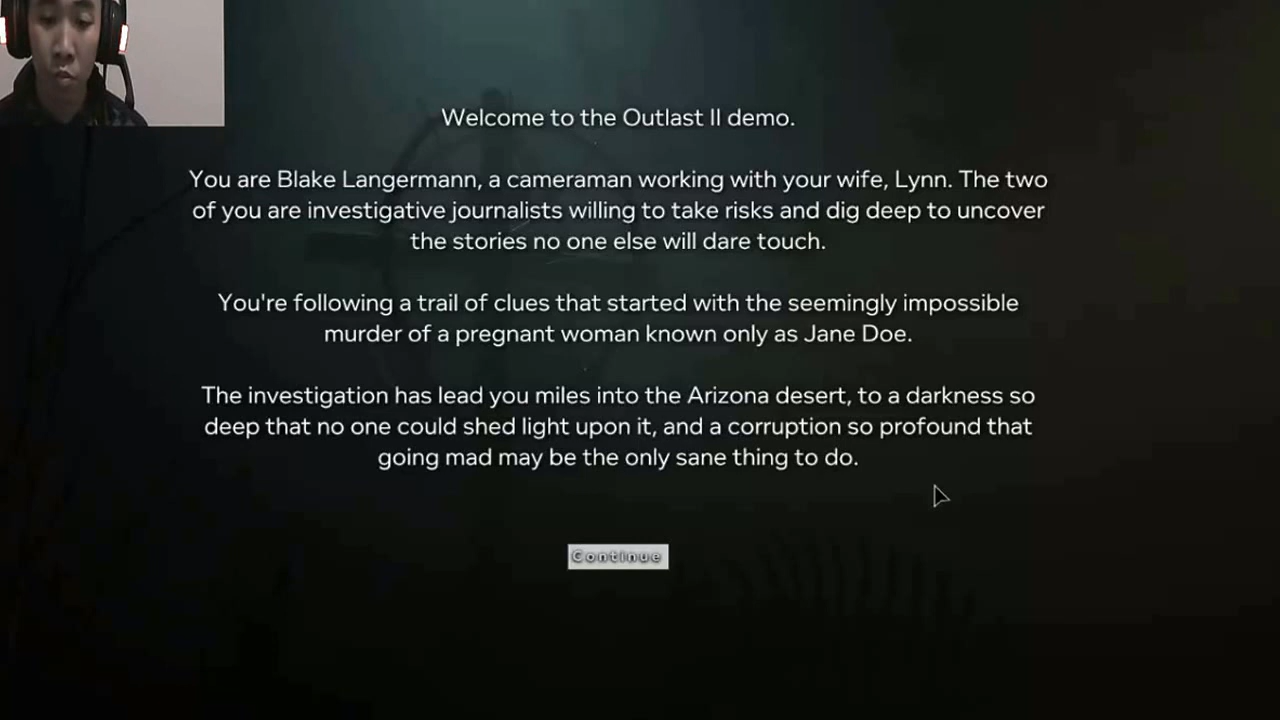 Welcome to the Outlast II demo.
You are Blake Langermann, a cameraman working with your wife, Lynn. The two
of you are investigative journalists willing to take risks and dig deep to uncover
the stories no one else will dare touch.
You're following a trail of clues that started with the seemingly impossible
murder of a pregnant woman known only as Jane Doe.
The investigation has lead you miles into the Arizona desert, to a darkness so
deep that no one could shed light upon it, and a corruption so profound that
going mad may be the only sane thing to do.
Continue